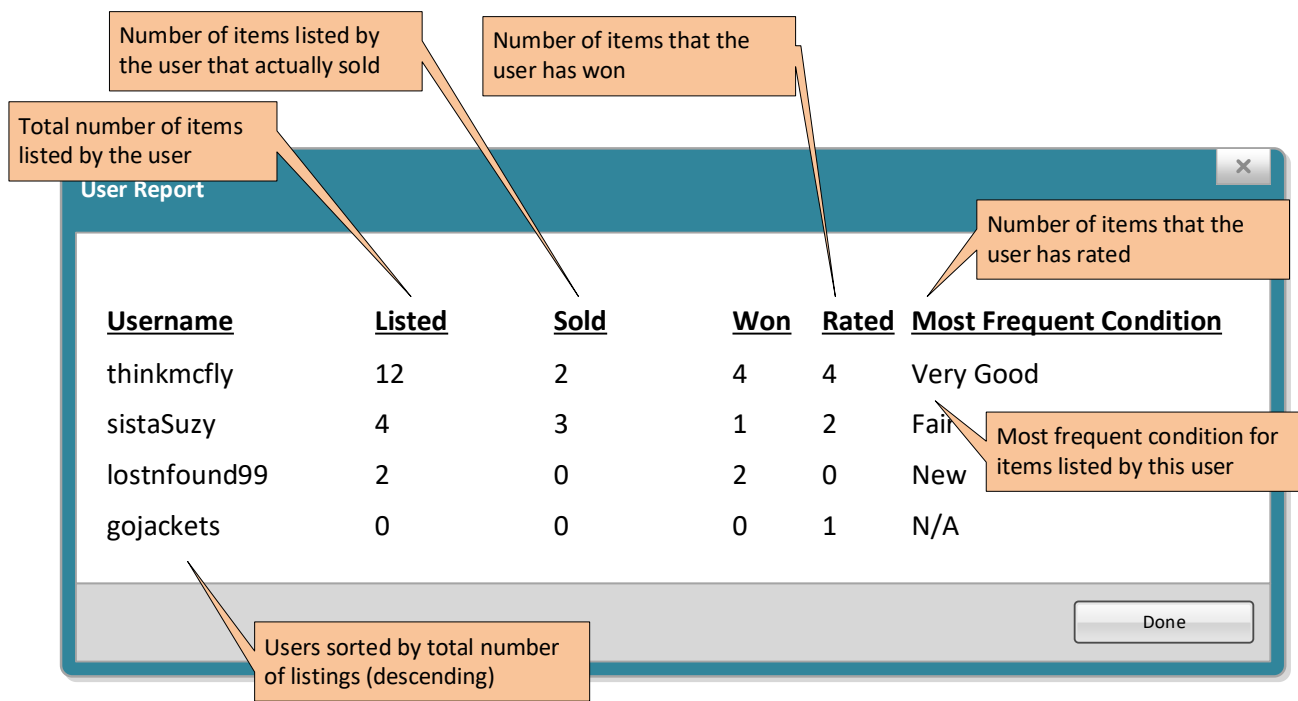 Number of items listed by
the user that actually sold
Number of items that the
user has won
Total number of items
listed by the user
User Report
×
Number of items that the
user has rated
Username Listed Sold Won Rated Most Frequent Condition
thinkmcfly 12 2 4 4 Very Good
sistaSuzy 4 3 1 2 Fair
Most frequent condition for
items listed by this user
lostnfound99 2 0 2 0 New
gojackets 0 0 0 1 N/A
Done
Users sorted by total number
of listings (descending)